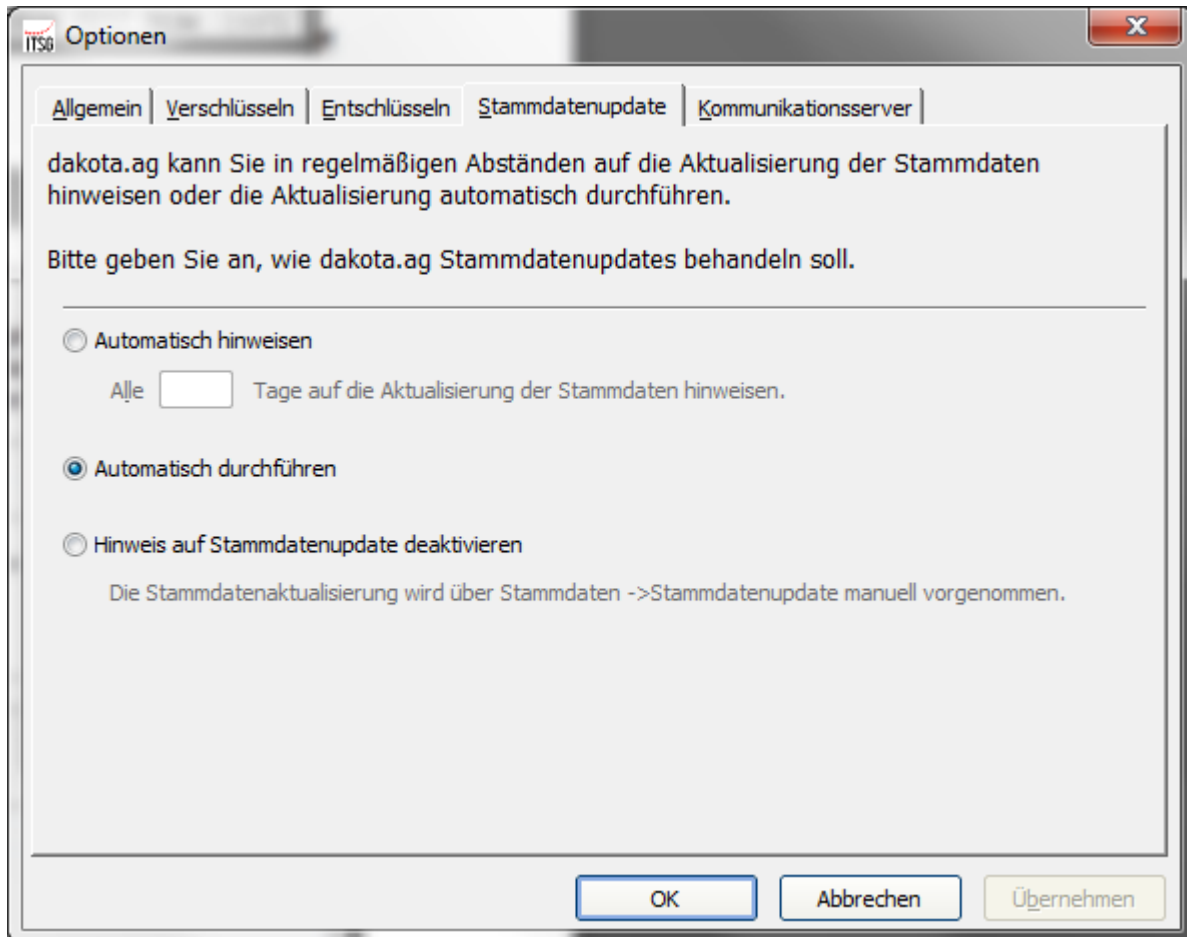 ITSG Optionen
Allgemein Verschlüsseln Entschlüsseln Stammdatenupdate Kommunikationsserver
dakota.ag kann Sie in regelmäßigen Abständen auf die Aktualisierung der Stammdaten
hinweisen oder die Aktualisierung automatisch durchführen.
Bitte geben Sie an, wie dakota.ag Stammdatenupdates behandeln soll.
Automatisch hinweisen
Alle Tage auf die Aktualisierung der Stammdaten hinweisen.
Automatisch durchführen
Hinweis auf Stammdatenupdate deaktivieren
Die Stammdatenaktualisierung wird über Stammdaten ->Stammdatenupdate manuell vorgenommen.
OK Abbrechen Übernehmen